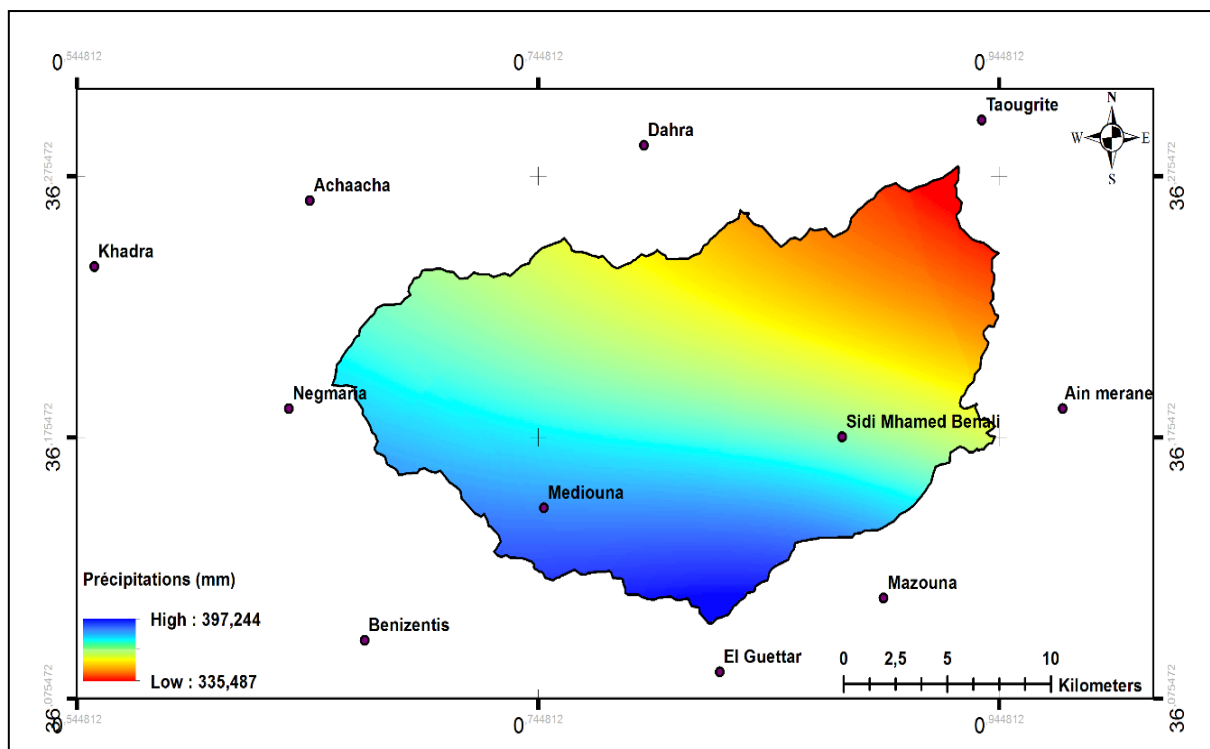 0,544812 0,744812 0,944812
Taougrite
N
W E
S
Dahra
36,275472 36,275472
Achaacha
Khadra
Negmaria
Ain merane
Sidi Mhamed Benali
36,175472 36,175472
Mediouna
Précipitations (mm)
High : 397,244
Low : 335,487
Mazouna
Benizentis
El Guettar
0 2,5 5 10
Kilometers
36,075472 36,075472
0,544812 0,744812 0,944812